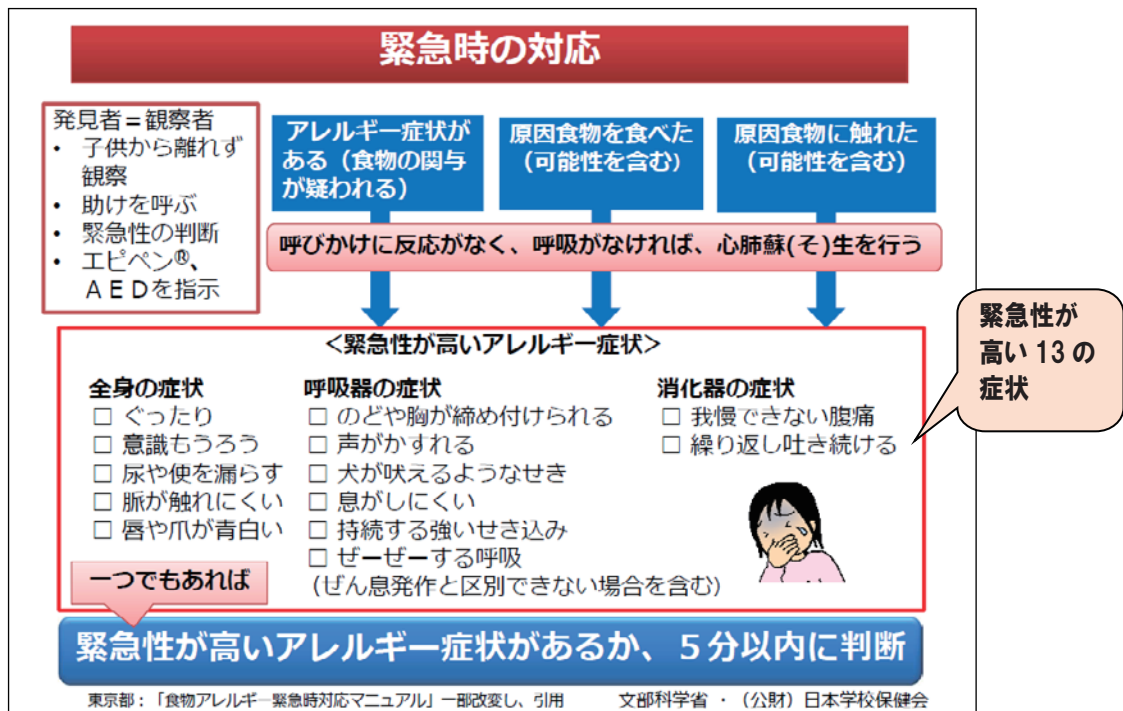 緊急時の対応
発見者＝観察者
・ 子供から離れず
観察
・ 助けを呼ぶ
・ 緊急性の判断
・ エピペン®、
ＡＥＤを指示
アレルギー症状が
ある（食物の関与
が疑われる）
原因食物を食べた
（可能性を含む）
原因食物に触れた
（可能性を含む）
呼びかけに反応がなく、呼吸がなければ、心肺蘇(そ)生を行う
＜緊急性が高いアレルギー症状＞
全身の症状
□ ぐったり
□ 意識もうろう
□ 尿や便を漏らす
□ 脈が触れにくい
□ 唇や爪が青白い
呼吸器の症状
□ のどや胸が締め付けられる
□ 声がかすれる
□ 犬が吠えるようなせき
□ 息がしにくい
□ 持続する強いせき込み
□ ぜーぜーする呼吸
（ぜん息発作と区別できない場合を含む）
消化器の症状
□ 我慢できない腹痛
□ 繰り返し吐き続ける
緊急性が
高い 13 の
症状
一つでもあれば
緊急性が高いアレルギー症状があるか、５分以内に判断
東京都：「食物アレルギー緊急時対応マニュアル」一部改変し、引用
文部科学省 ・（公財）日本学校保健会